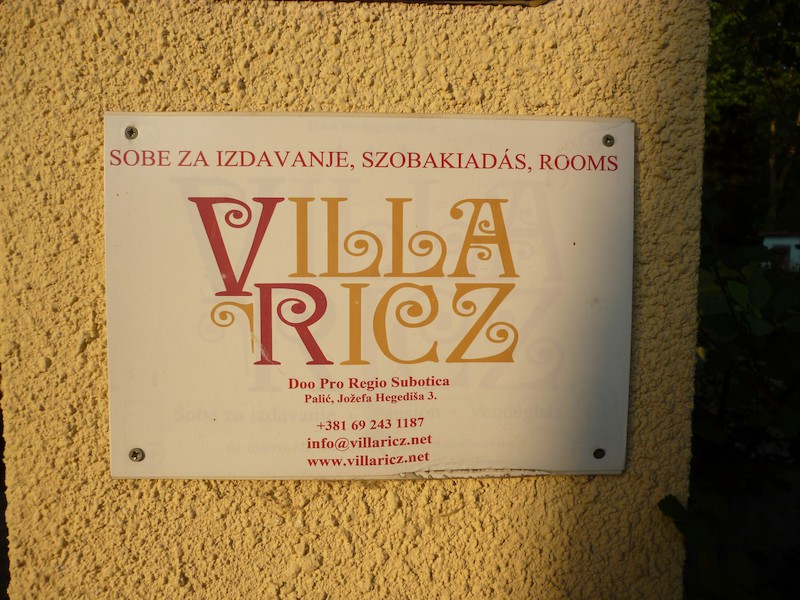 SOBE ZA IZDAVANJE, SZOBAKIADÁS, ROOMS
VILLA
RICZ
Doo Pro Regio Subotica
Palić, Jožefa Hegediša 3.
+381 69 243 1187
info@villaricz.net
www.villaricz.net